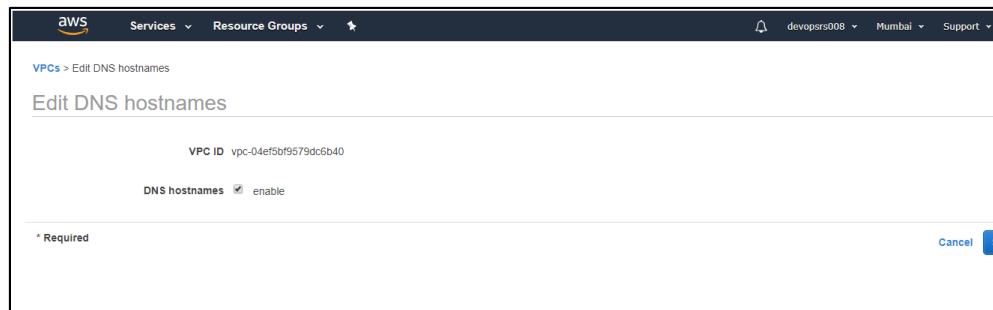 aws Services Resource Groups devopsrs008 Mumbai Support
VPCs > Edit DNS hostnames
Edit DNS hostnames
VPC ID vpc-04ef5bf9579dc6b40
DNS hostnames enable
* Required Cancel